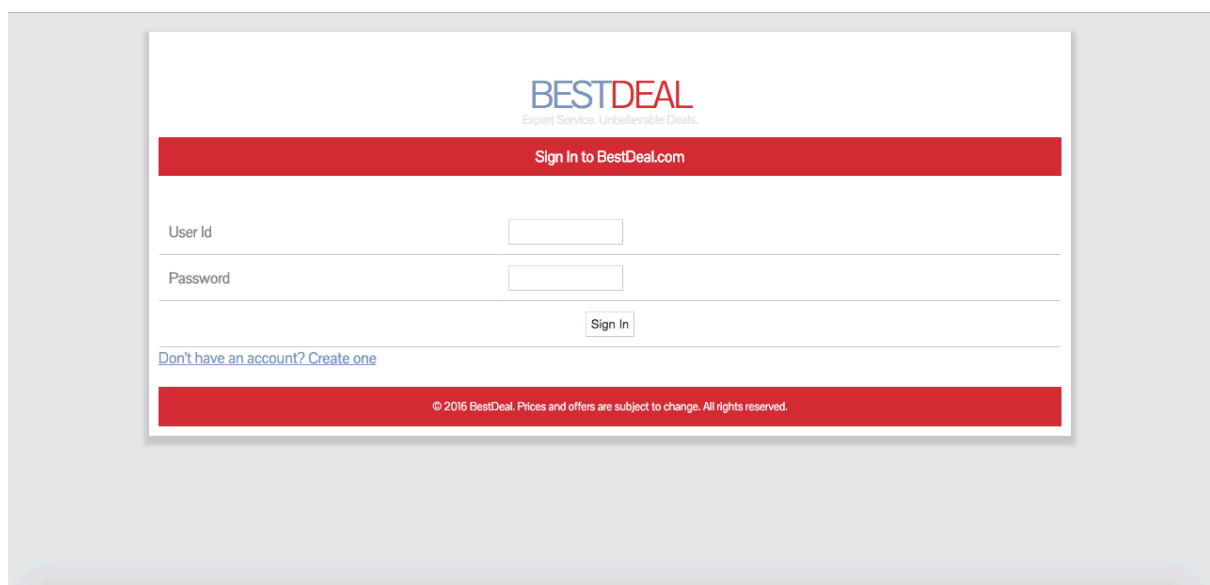 BESTDEAL
Expert Service. Unbelievable Deals.
Sign In to BestDeal.com
User Id
Password
Sign In
Don't have an account? Create one
© 2016 BestDeal. Prices and offers are subject to change. All rights reserved.